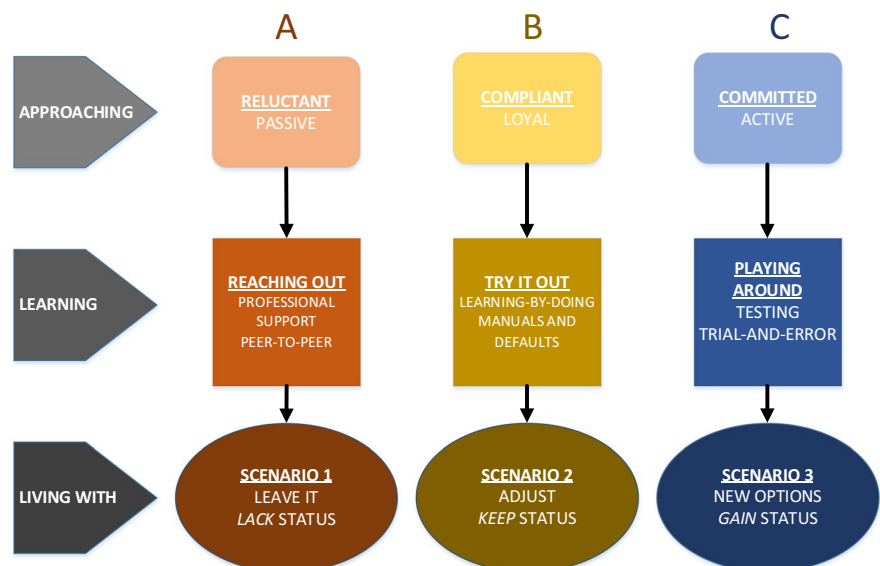 A
B
C
APPROACHING
RELUCTANT
PASSIVE
COMPLIANT
LOYAL
COMMITTED
ACTIVE
LEARNING
REACHING OUT
PROFESSIONAL
SUPPORT
PEER-TO-PEER
TRY IT OUT
LEARNING-BY-DOING
MANUALS AND
DEFAULTS
PLAYING
AROUND
TESTING
TRIAL-AND-ERROR
LIVING WITH
SCENARIO 1
LEAVE IT
LACK STATUS
SCENARIO 2
ADJUST
KEEP STATUS
SCENARIO 3
NEW OPTIONS
GAIN STATUS